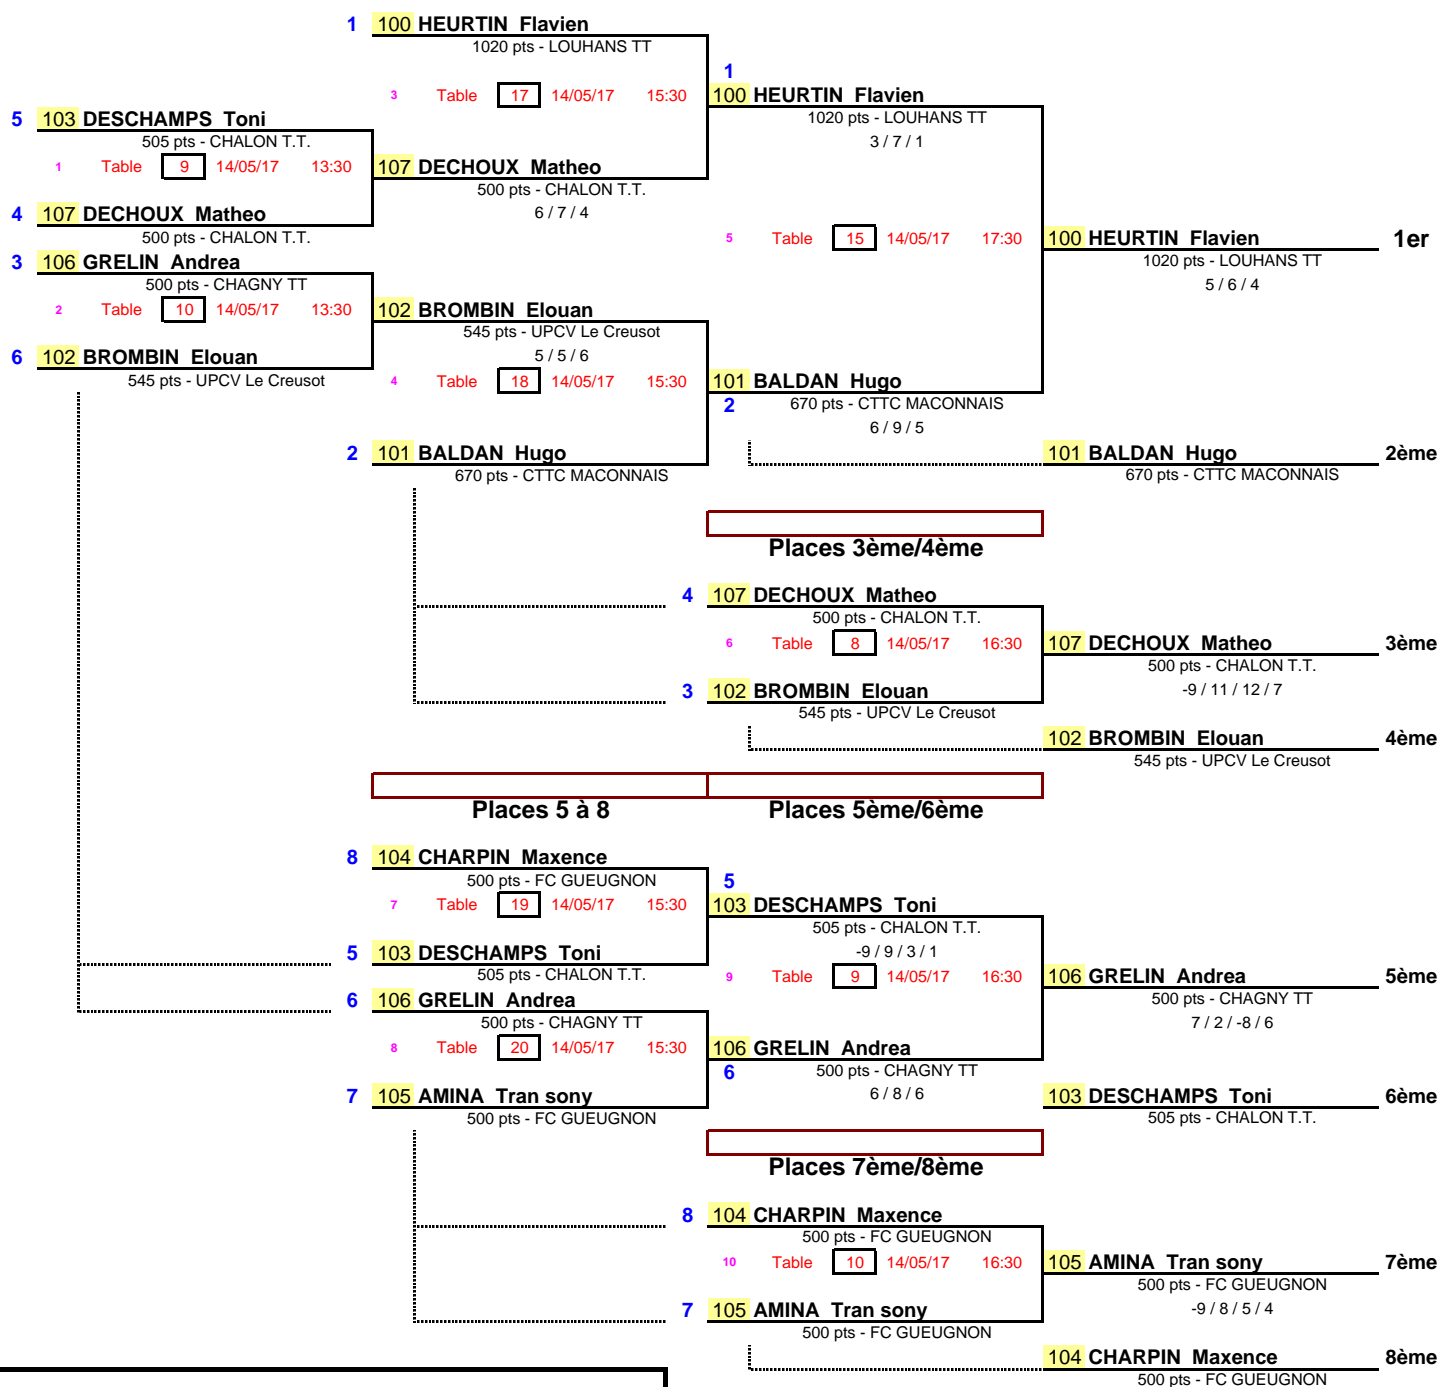 1 100 HEURTIN Flavien
1020 pts - LOUHANS TT
1
3 Table 17 14/05/17 15:30 100 HEURTIN Flavien
5 103 DESCHAMPS Toni 1020 pts - LOUHANS TT
505 pts - CHALON T.T. 3 / 7 / 1
1 Table 9 14/05/17 13:30 107 DECHOUX Matheo
500 pts - CHALON T.T.
4 107 DECHOUX Matheo 6 / 7 / 4
500 pts - CHALON T.T. 5 Table 15 14/05/17 17:30 100 HEURTIN Flavien 1er
3 106 GRELIN Andrea 1020 pts - LOUHANS TT
500 pts - CHAGNY TT 5 / 6 / 4
2 Table 10 14/05/17 13:30 102 BROMBIN Elouan
545 pts - UPCV Le Creusot
6 102 BROMBIN Elouan 5 / 5 / 6
545 pts - UPCV Le Creusot 4 Table 18 14/05/17 15:30 101 BALDAN Hugo
2 670 pts - CTTC MACONNAIS
6 / 9 / 5
2 101 BALDAN Hugo 101 BALDAN Hugo 2ème
670 pts - CTTC MACONNAIS 670 pts - CTTC MACONNAIS
Places 3ème/4ème
4 107 DECHOUX Matheo
500 pts - CHALON T.T.
6 Table 8 14/05/17 16:30 107 DECHOUX Matheo 3ème
500 pts - CHALON T.T.
3 102 BROMBIN Elouan -9 / 11 / 12 / 7
545 pts - UPCV Le Creusot
102 BROMBIN Elouan 4ème
545 pts - UPCV Le Creusot
Places 5 à 8 Places 5ème/6ème
8 104 CHARPIN Maxence
500 pts - FC GUEUGNON 5
7 Table 19 14/05/17 15:30 103 DESCHAMPS Toni
505 pts - CHALON T.T.
5 103 DESCHAMPS Toni -9 / 9 / 3 / 1
505 pts - CHALON T.T. 9 Table 9 14/05/17 16:30 106 GRELIN Andrea 5ème
6 106 GRELIN Andrea 500 pts - CHAGNY TT
500 pts - CHAGNY TT 7 / 2 / -8 / 6
8 Table 20 14/05/17 15:30 106 GRELIN Andrea
6 500 pts - CHAGNY TT
7 105 AMINA Tran sony 6 / 8 / 6 103 DESCHAMPS Toni 6ème
500 pts - FC GUEUGNON 505 pts - CHALON T.T.
Places 7ème/8ème
8 104 CHARPIN Maxence
500 pts - FC GUEUGNON
10 Table 10 14/05/17 16:30 105 AMINA Tran sony 7ème
500 pts - FC GUEUGNON
7 105 AMINA Tran sony -9 / 8 / 5 / 4
500 pts - FC GUEUGNON
104 CHARPIN Maxence 8ème
500 pts - FC GUEUGNON